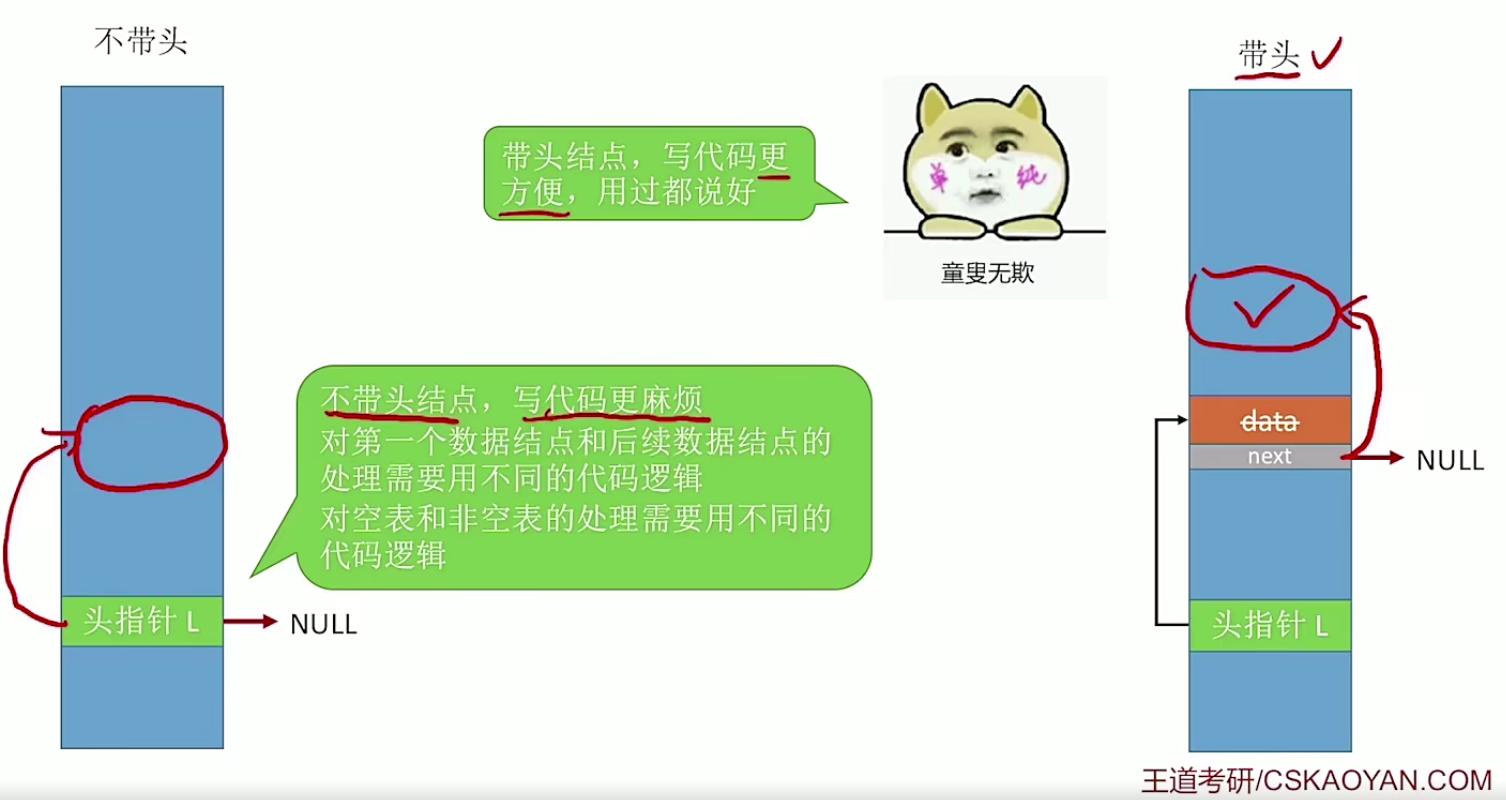 不带头
带头
带头结点，写代码更
方便，用过都说好
单 纯
童叟无欺
不带头结点，写代码更麻烦
对第一个数据结点和后续数据结点的
处理需要用不同的代码逻辑
对空表和非空表的处理需要用不同的
代码逻辑
头指针 L
NULL
data
next
NULL
头指针 L
王道考研/CSKAOYAN.COM